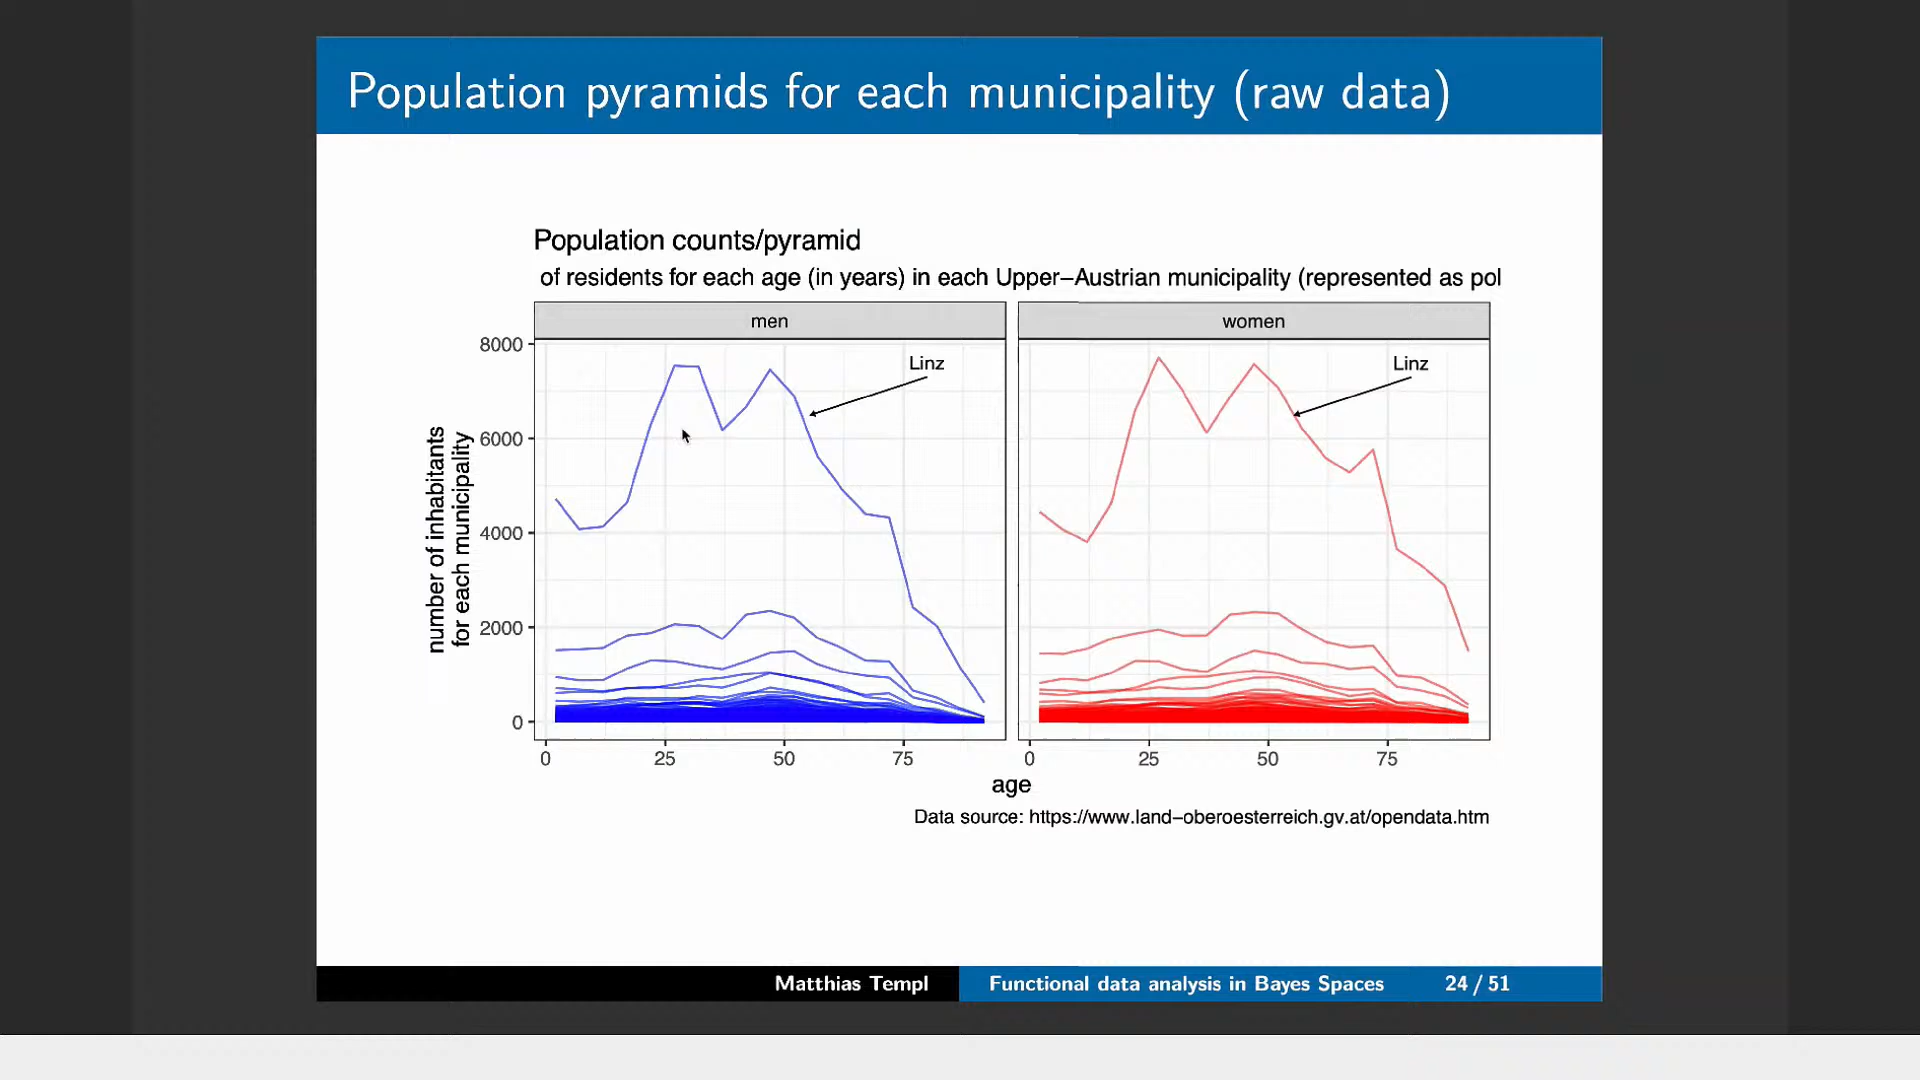 Population pyramids for each municipality (raw data)
Population counts/pyramid
of residents for each age (in years) in each Upper−Austrian municipality (represented as pol
men
women
number of inhabitants
for each municipality
8000
6000
4000
2000
0
Linz
Linz
0 25 50 75
0 25 50 75
age
Data source: https://www.land−oberoesterreich.gv.at/opendata.htm
Matthias Templ
Functional data analysis in Bayes Spaces
24 / 51